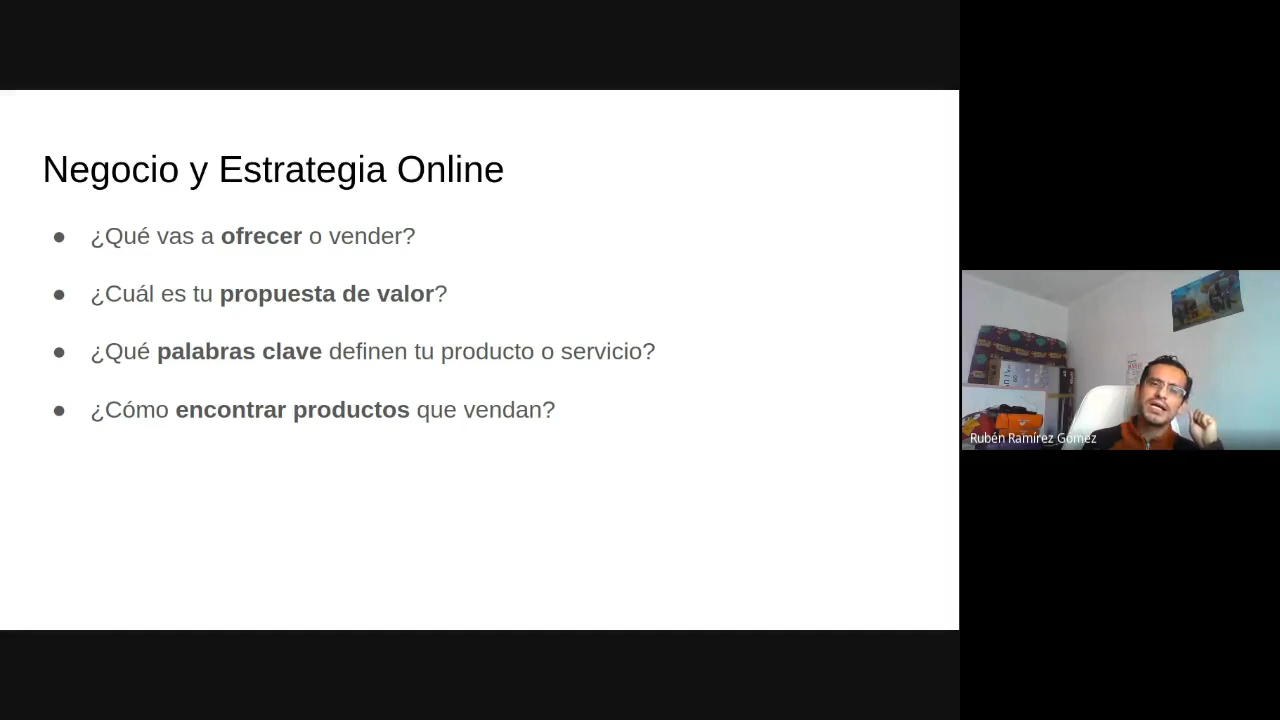 Negocio y Estrategia Online
● ¿Qué vas a ofrecer o vender?
● ¿Cuál es tu propuesta de valor?
● ¿Qué palabras clave definen tu producto o servicio?
● ¿Cómo encontrar productos que vendan?
Rubén Ramírez Gómez